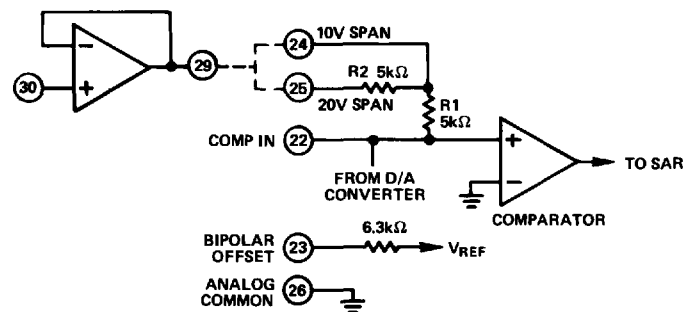 24 10V SPAN
− 29 R2 5kΩ
30 + 25 20V SPAN R1 5kΩ
COMP IN 22 + TO SAR
FROM D/A CONVERTER −
COMPARATOR
BIPOLAR OFFSET 23 6.3kΩ VREF
ANALOG COMMON 26